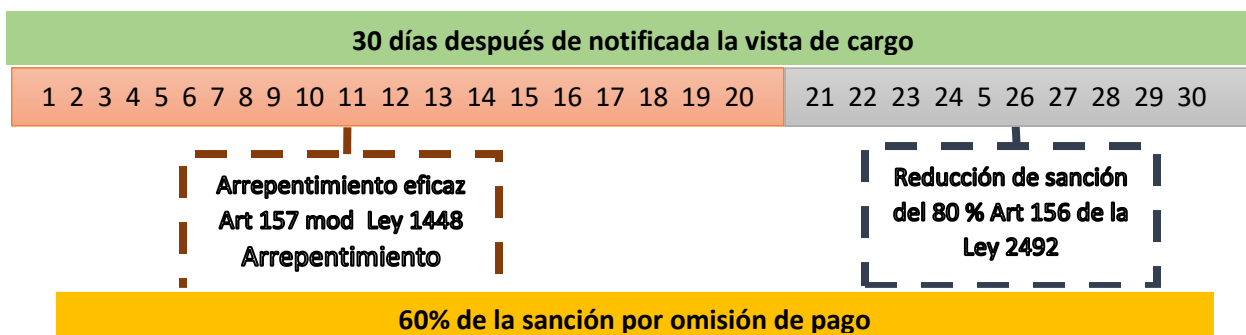 30 días después de notificada la vista de cargo
1 2 3 4 5 6 7 8 9 10 11 12 13 14 15 16 17 18 19 20 21 22 23 24 5 26 27 28 29 30
Arrepentimiento eficaz
Art 157 mod Ley 1448
Arrepentimiento
Reducción de sanción
del 80 % Art 156 de la
Ley 2492
60% de la sanción por omisión de pago